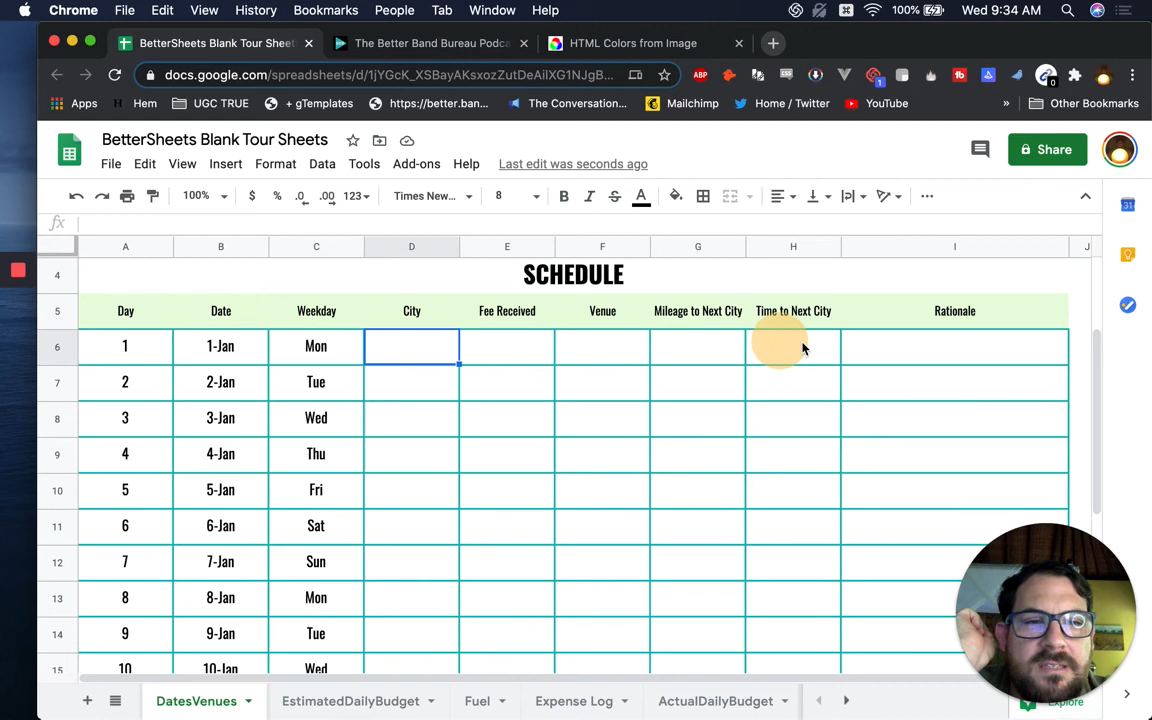 Chrome File Edit View History Bookmarks People Tab Window Help 100% Wed 9:34 AM
BetterSheets Blank Tour Sheet The Better Band Bureau Podca HTML Colors from Image
docs.google.com/spreadsheets/d/1jYGcK_XSBayAKsxozZutDeAilXG1NJgB... ABP 1 0
Apps Hem UGC TRUE + gTemplates https://better.ban... The Conversation... Mailchimp Home / Twitter YouTube » Other Bookmarks
BetterSheets Blank Tour Sheets
File Edit View Insert Format Data Tools Add-ons Help Last edit was seconds ago Share
100% $ % .0 .00 123 Times New... 8 B I S A
fx
A B C D E F G H I J
4 SCHEDULE
5 Day Date Weekday City Fee Received Venue Mileage to Next City Time to Next City Rationale
6 1 1-Jan Mon
7 2 2-Jan Tue
8 3 3-Jan Wed
9 4 4-Jan Thu
10 5 5-Jan Fri
11 6 6-Jan Sat
12 7 7-Jan Sun
13 8 8-Jan Mon
14 9 9-Jan Tue
15 10 10-Jan Wed
DatesVenues EstimatedDailyBudget Fuel Expense Log ActualDailyBudget Explore